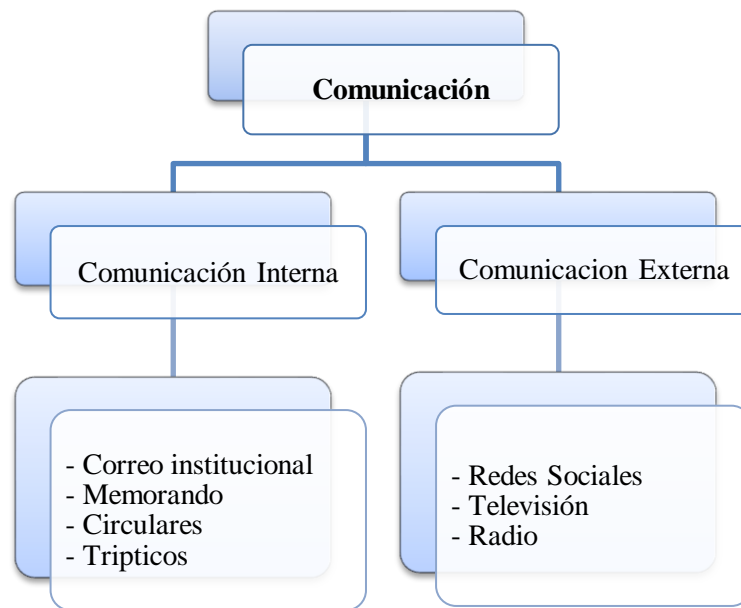 Comunicación
Comunicación Interna
Comunicacion Externa
- Correo institucional
- Memorando
- Circulares
- Tripticos
- Redes Sociales
- Televisión
- Radio